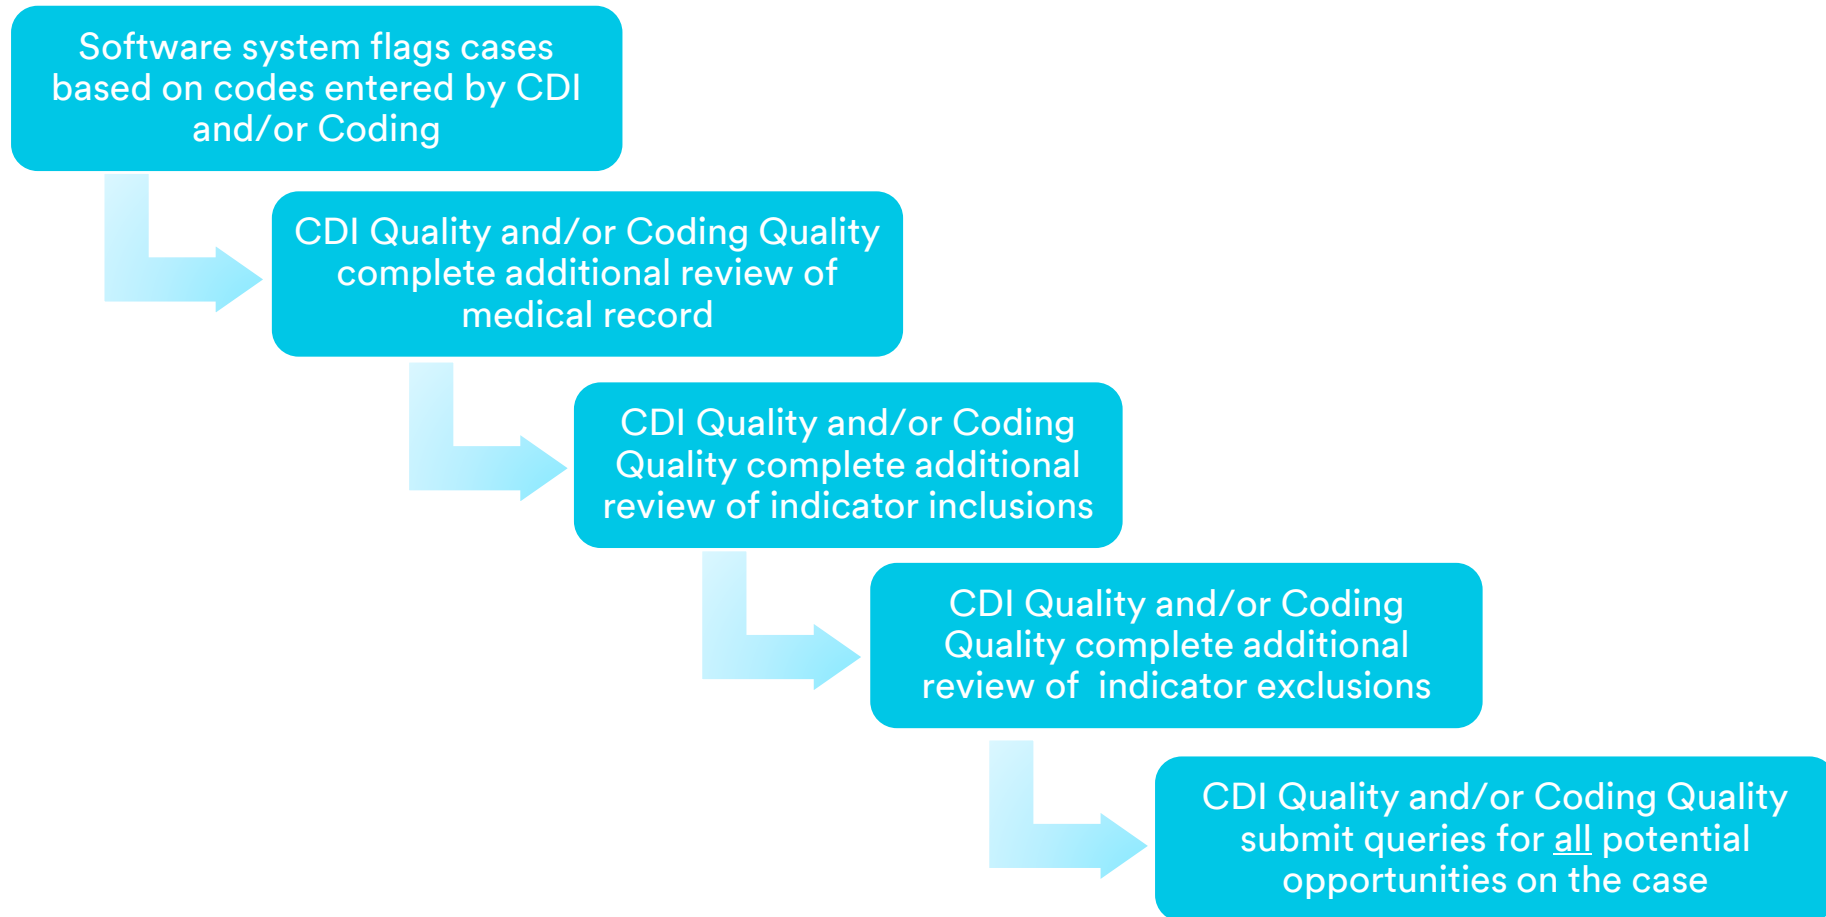 Software system flags cases
based on codes entered by CDI
and/or Coding
CDI Quality and/or Coding Quality
complete additional review of
medical record
CDI Quality and/or Coding
Quality complete additional
review of indicator inclusions
CDI Quality and/or Coding
Quality complete additional
review of  indicator exclusions
CDI Quality and/or Coding Quality
submit queries for all potential
opportunities on the case